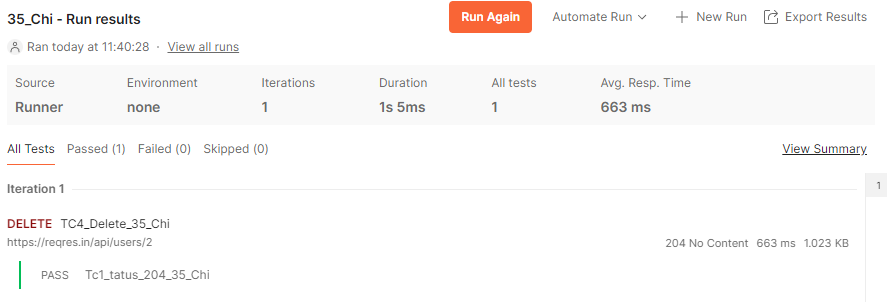 35_Chi - Run results
Run Again
Automate Run
New Run
Export Results
Ran today at 11:40:28 · View all runs
Source Environment Iterations Duration All tests Avg. Resp. Time
Runner none 1 1s 5ms 1 663 ms
All Tests Passed (1) Failed (0) Skipped (0) View Summary
Iteration 1
1
DELETE TC4_Delete_35_Chi
https://reqres.in/api/users/2 204 No Content 663 ms 1.023 KB
PASS Tc1_tatus_204_35_Chi